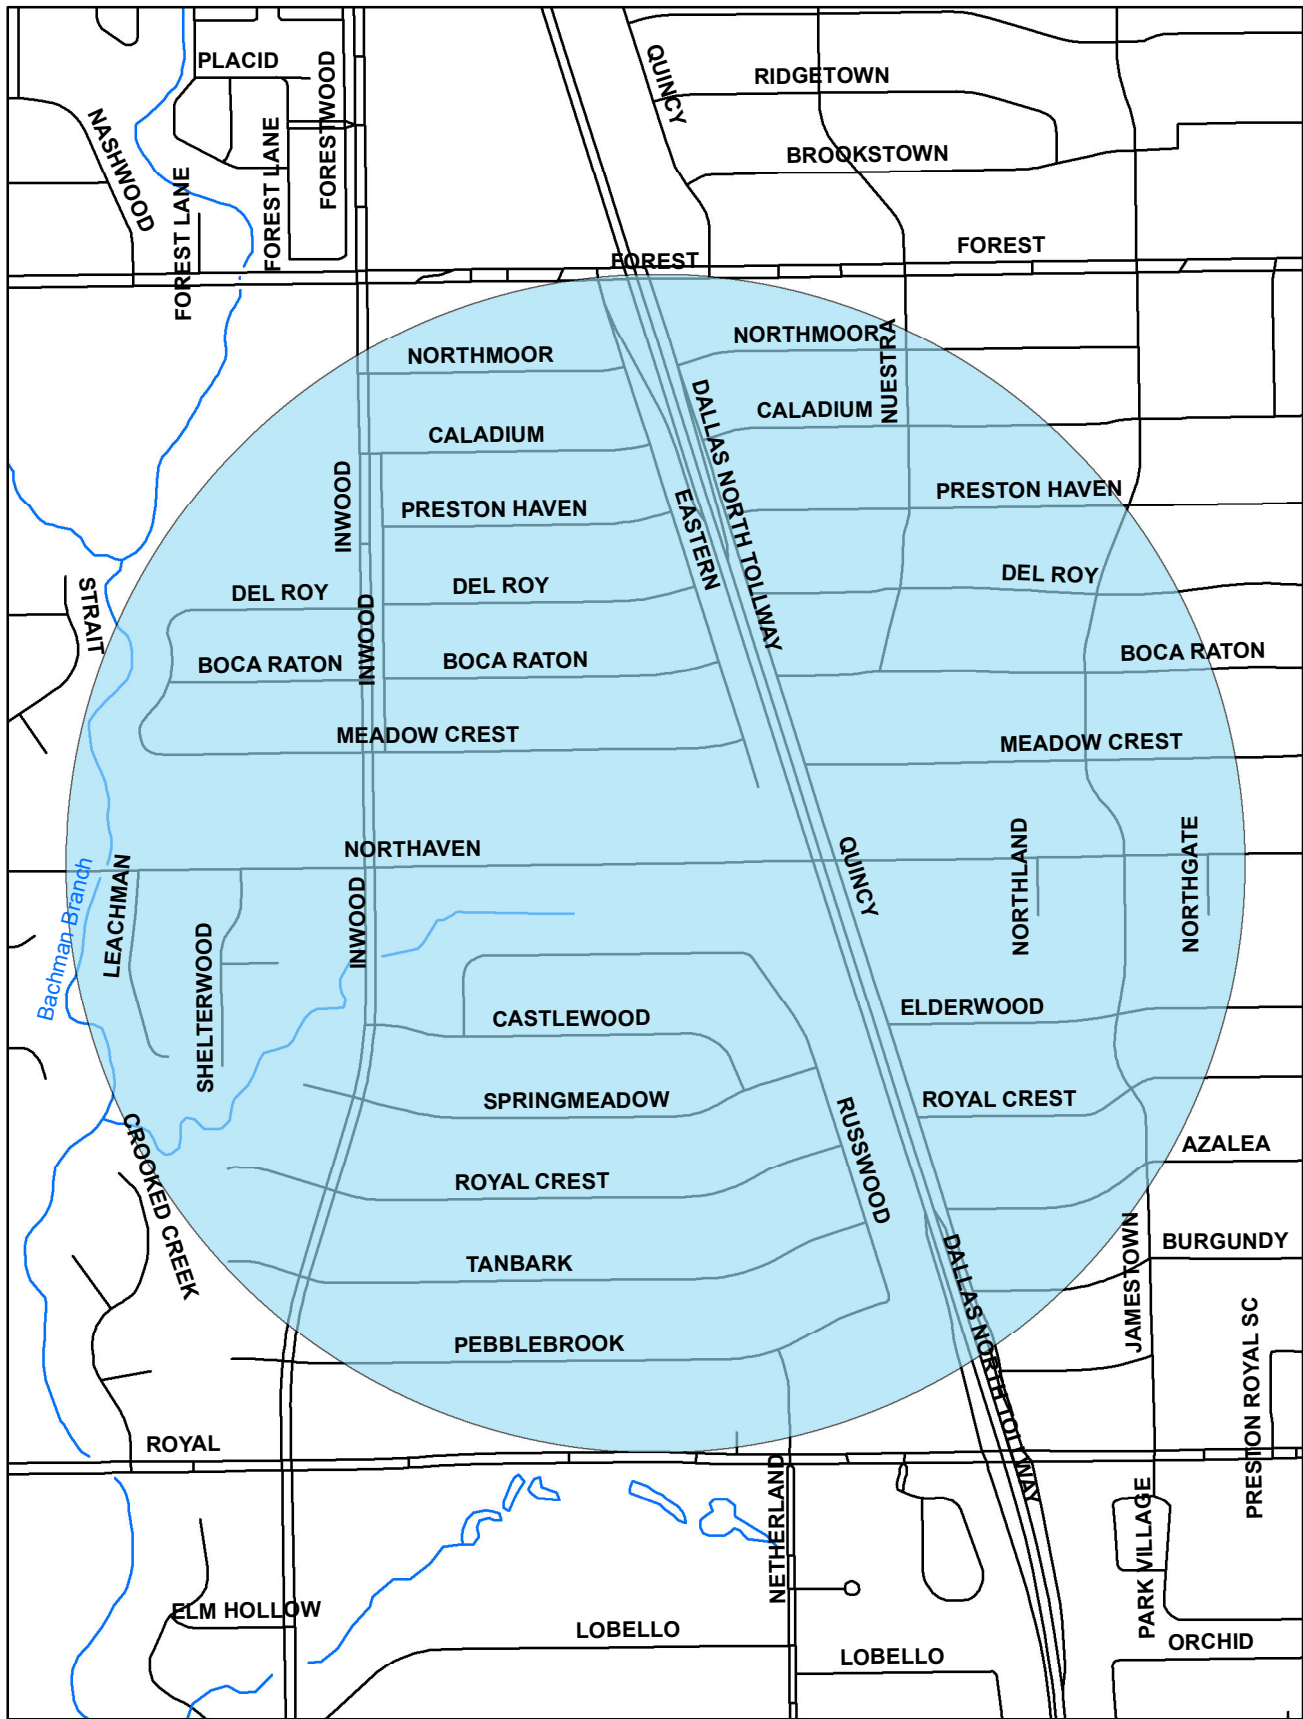 PLACID
QUINCY
RIDGETOWN
NASHWOOD
FORESTWOOD
FOREST LANE
FOREST LANE
BROOKSTOWN
FOREST
FOREST
NORTHMOOR
NORTHMOOR
NUESTRA
CALADIUM
CALADIUM
DALLAS NORTH TOLLWAY
INWOOD
PRESTON HAVEN
EASTERN
PRESTON HAVEN
STRAIT
DEL ROY
DEL ROY
DEL ROY
INWOOD
BOCA RATON
BOCA RATON
BOCA RATON
MEADOW CREST
MEADOW CREST
NORTHAVEN
QUINCY
NORTHLAND
NORTHGATE
Bachman Branch
LEACHMAN
SHELTERWOOD
INWOOD
CASTLEWOOD
ELDERWOOD
SPRINGMEADOW
ROYAL CREST
CROOKED CREEK
RUSSWOOD
AZALEA
ROYAL CREST
TANBARK
DALLAS NORTH TOLLWAY
JAMESTOWN
BURGUNDY
PEBBLEBROOK
PRESTON ROYAL SC
ROYAL
NETHERLAND
PARK VILLAGE
ELM HOLLOW
LOBELLO
LOBELLO
ORCHID